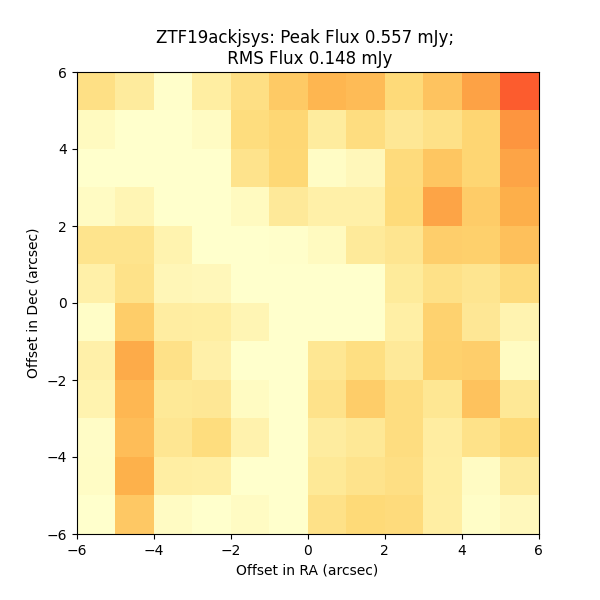 ZTF19ackjsys: Peak Flux 0.557 mJy;
RMS Flux 0.148 mJy
6
4
2
0
−2
−4
−6
Offset in Dec (arcsec)
−6 −4 −2 0 2 4 6
Offset in RA (arcsec)